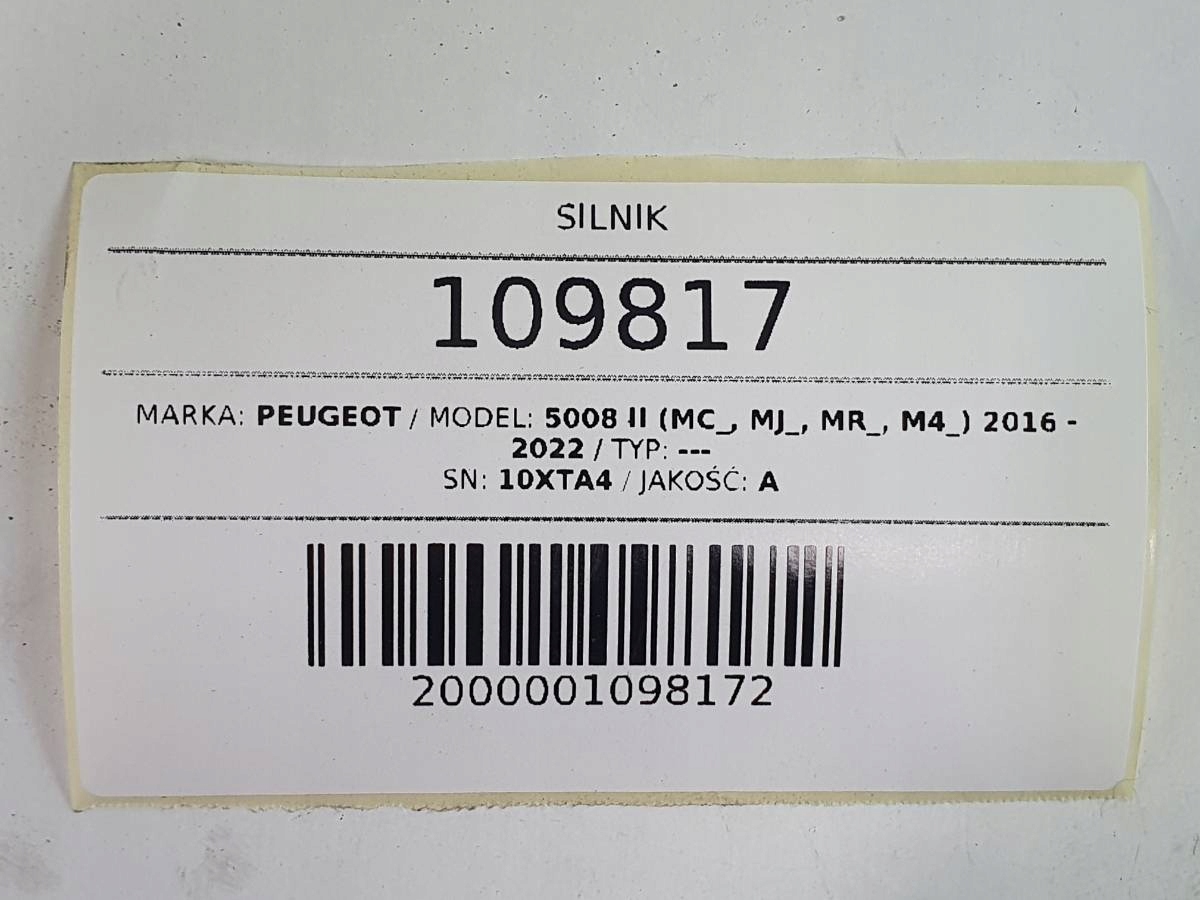 SILNIK
109817
MARKA: PEUGEOT / MODEL: 5008 II (MC_, MJ_, MR_, M4_) 2016 -
2022 / TYP: ---
SN: 10XTA4 / JAKOŚĆ: A
2000001098172